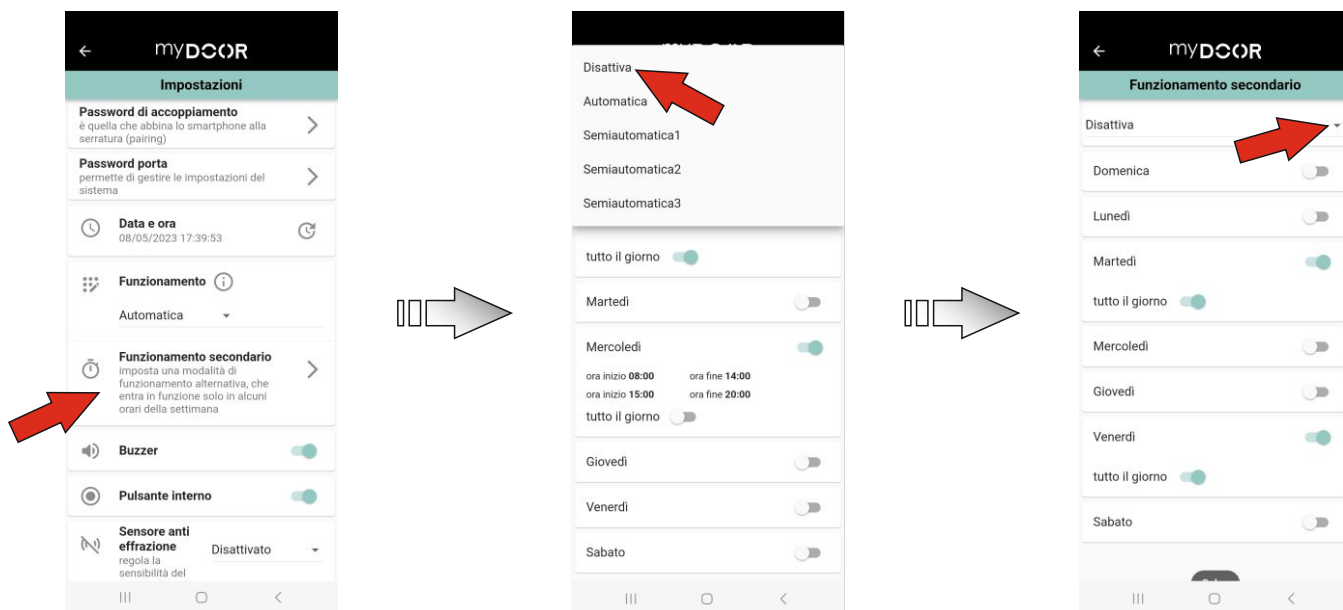 myDOOR
Impostazioni
Password di accoppiamento
è quella che abbina lo smartphone alla
serratura (pairing)
Password porta
permette di gestire le impostazioni del
sistema
Data e ora
08/05/2023 17:39:53
Funzionamento
Automatica
Funzionamento secondario
imposta una modalità di
funzionamento alternativa, che
entra in funzione solo in alcuni
orari della settimana
Buzzer
Pulsante interno
Sensore anti
effrazione
Disattivato
regola la
sensibilità del
Disattiva
Automatica
Semiautomatica1
Semiautomatica2
Semiautomatica3
tutto il giorno
Martedì
Mercoledì
ora inizio 08:00 ora fine 14:00
ora inizio 15:00 ora fine 20:00
tutto il giorno
Giovedì
Venerdì
Sabato
myDOOR
Funzionamento secondario
Disattiva
Domenica
Lunedì
Martedì
tutto il giorno
Mercoledì
Giovedì
Venerdì
tutto il giorno
Sabato